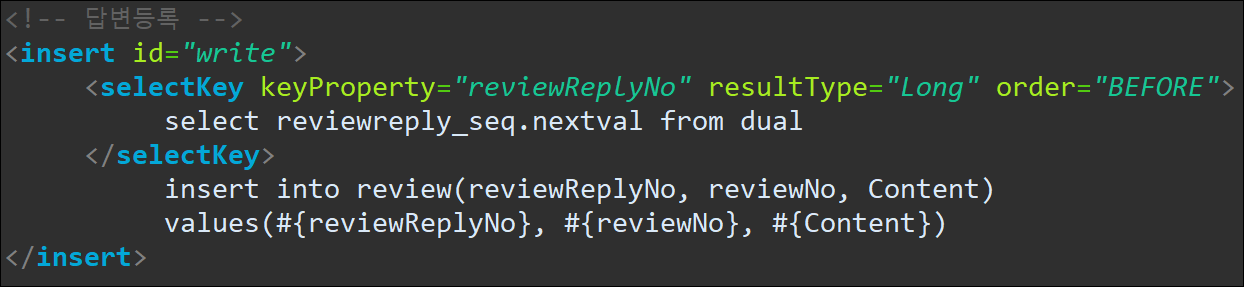 <!-- 답변등록 -->
<insert id="write">
<selectKey keyProperty="reviewReplyNo" resultType="Long" order="BEFORE">
select reviewreply_seq.nextval from dual
</selectKey>
insert into review(reviewReplyNo, reviewNo, Content)
values(#{reviewReplyNo}, #{reviewNo}, #{Content})
</insert>